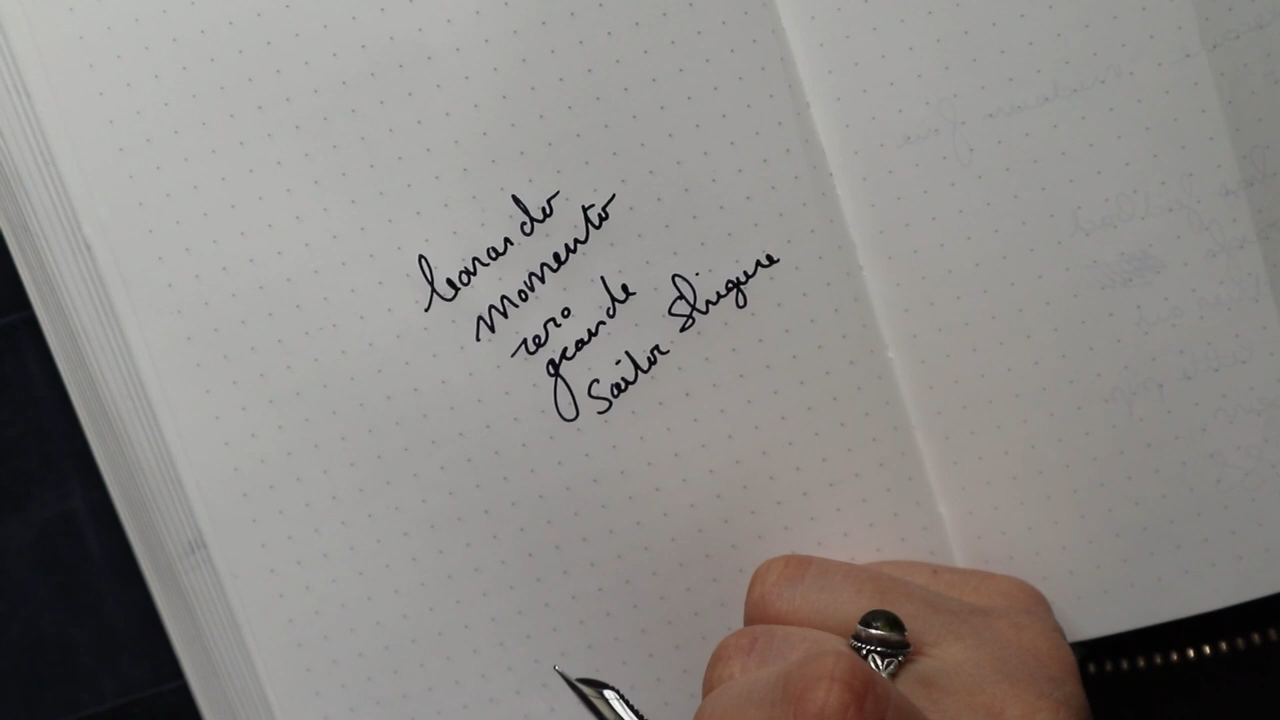 leonardo
momento
zero
grande
Sailor Shigure